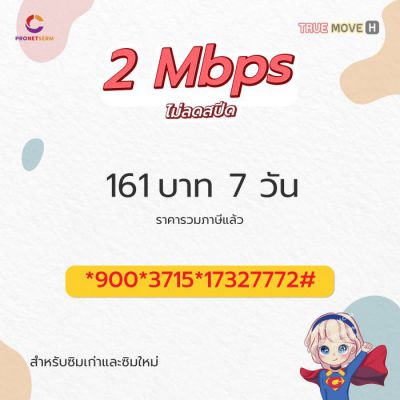 PRONETSERM
TRUE MOVE H
2 Mbps
ไม่ลดสปีด
161 บาท 7 วัน
ราคารวมภาษีแล้ว
*900*3715*17327772#
สำหรับซิมเก่าและซิมใหม่